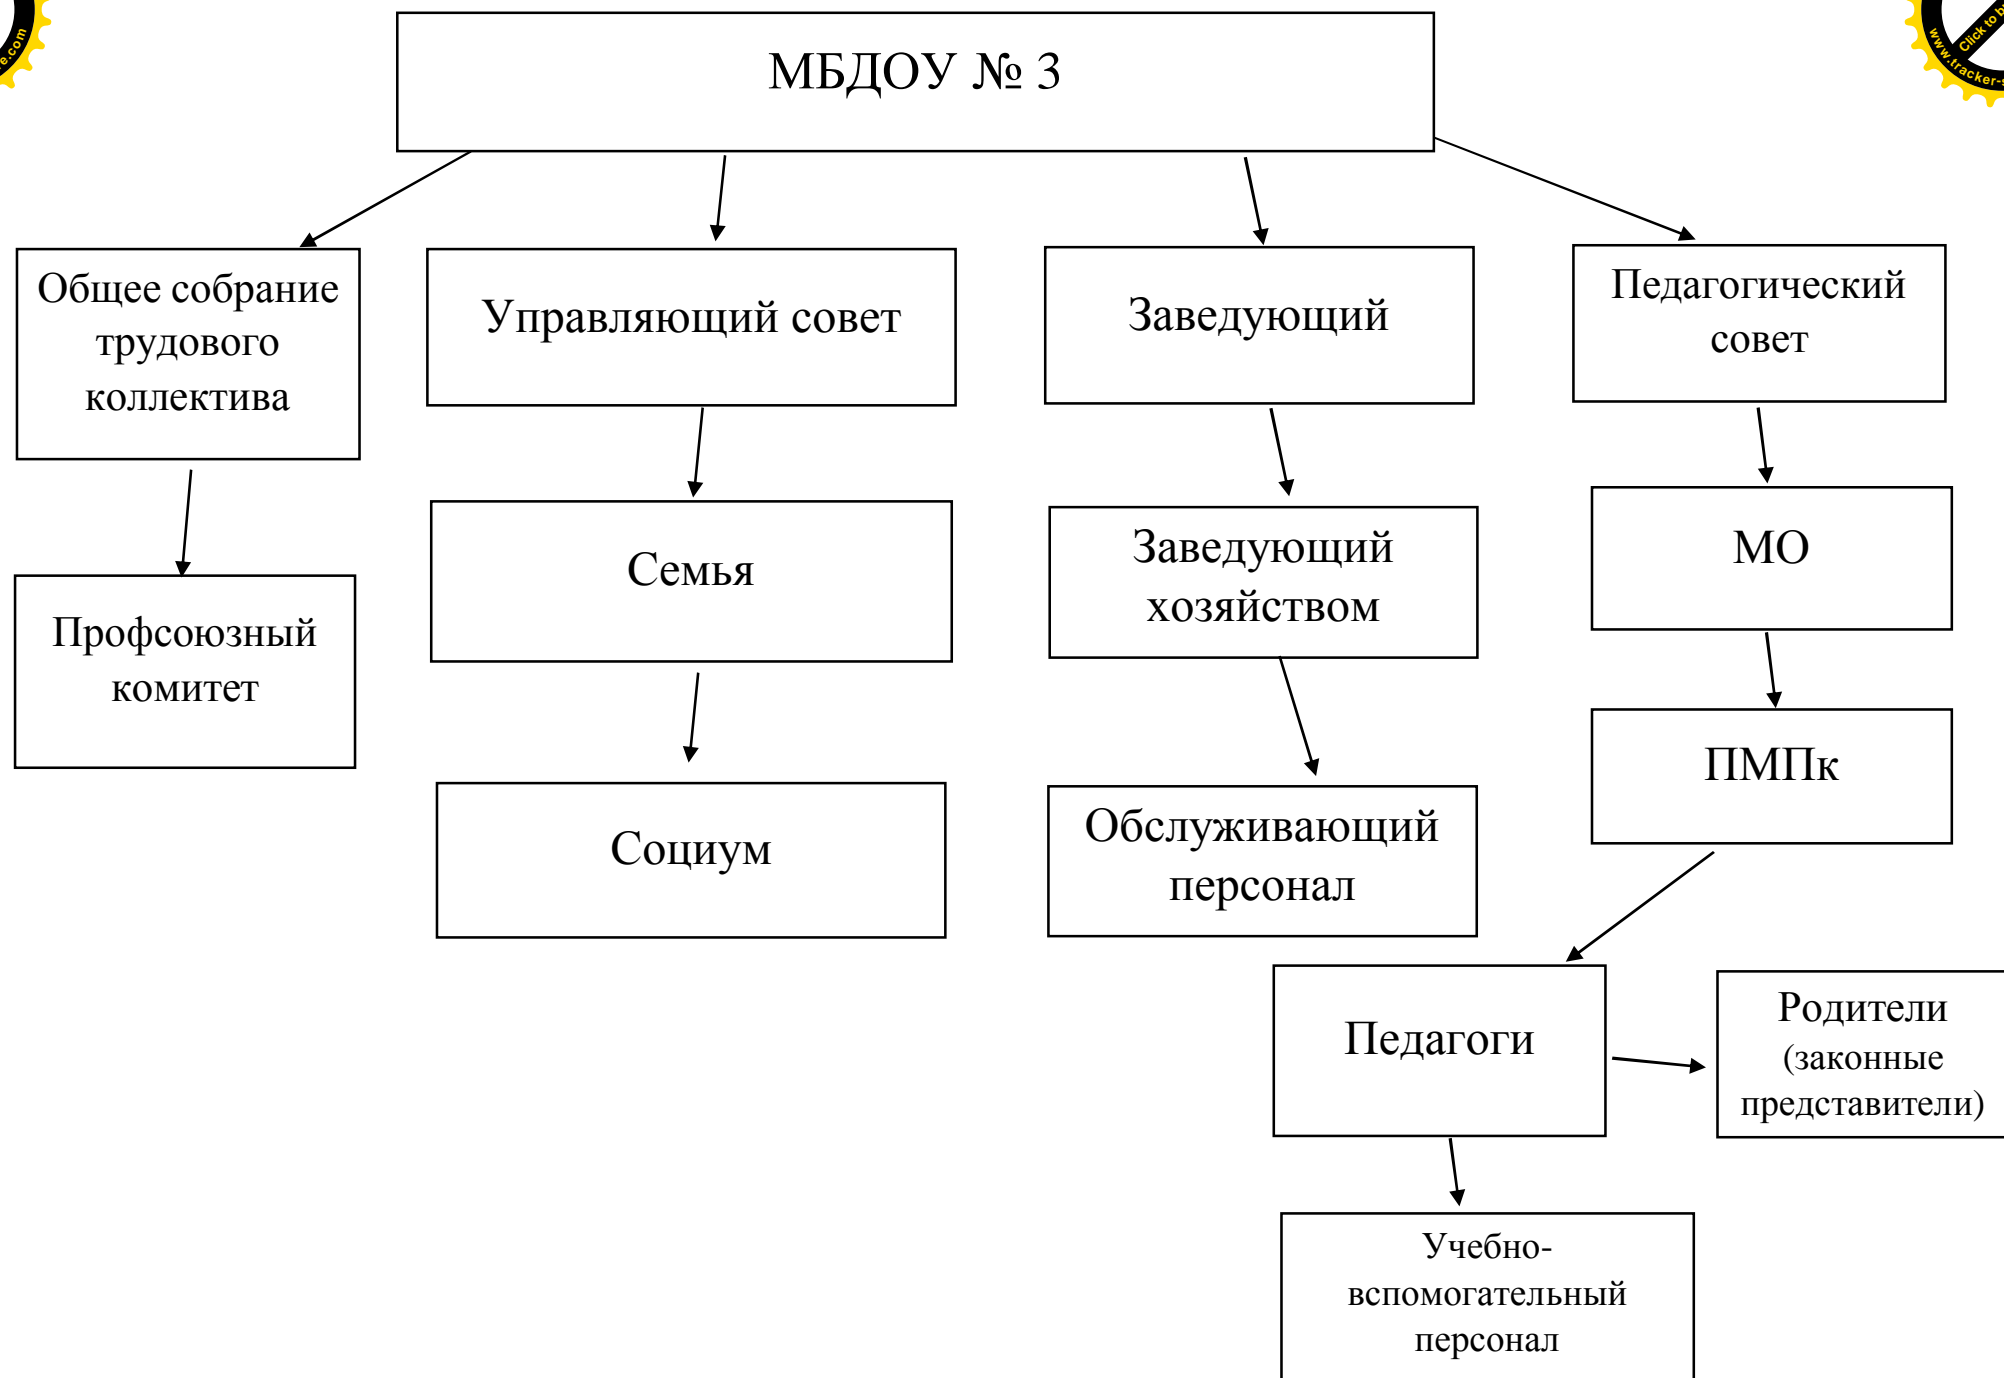 МБДОУ № 3
Общее собрание
трудового
коллектива
Управляющий совет
Заведующий
Педагогический
совет
Профсоюзный
комитет
Семья
Заведующий
хозяйством
МО
ПМПк
Социум
Обслуживающий
персонал
Педагоги
Родители
(законные
представители)
Учебно-
вспомогательный
персонал